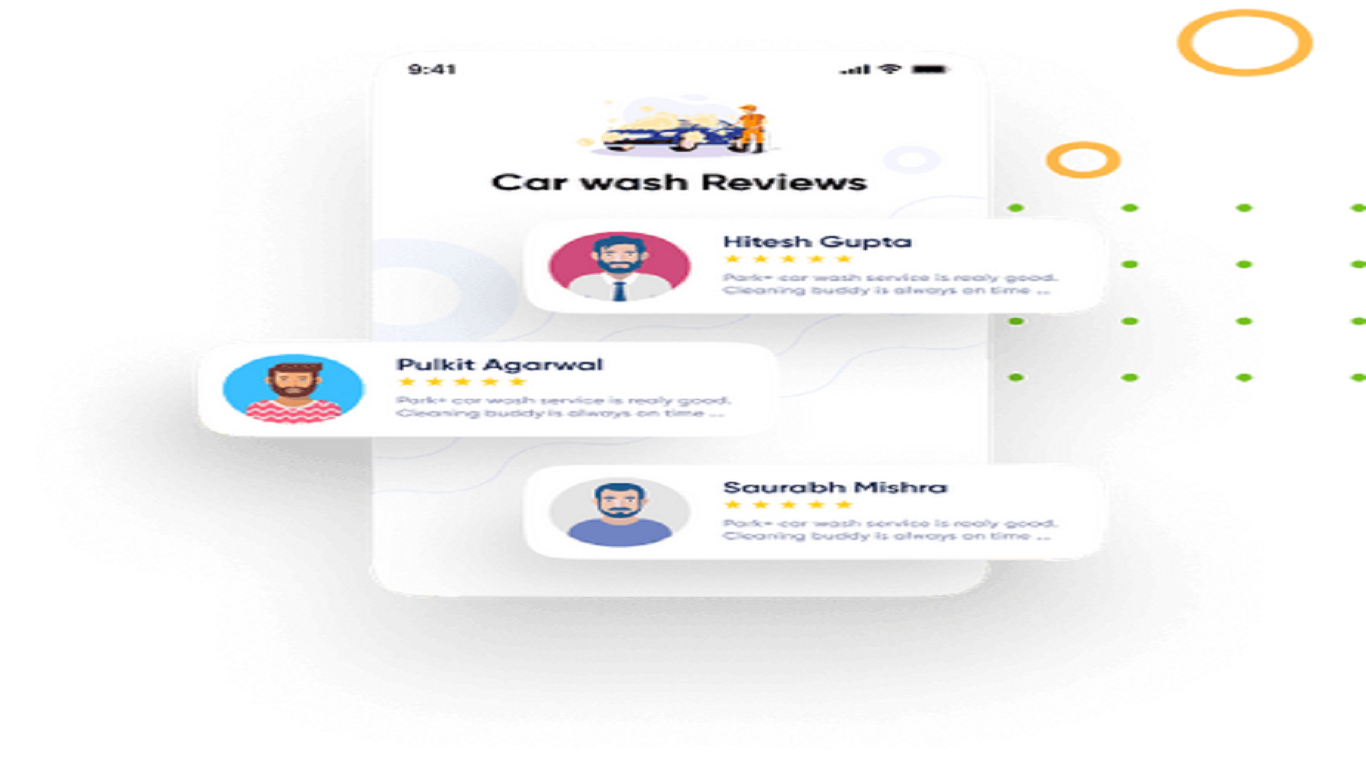 9:41
Car wash Reviews
Hitesh Gupta
Park+ car wash service is realy good.
Cleaning buddy is always on time ...
Pulkit Agarwal
Park+ car wash service is realy good.
Cleaning buddy is always on time ...
Saurabh Mishra
Park+ car wash service is realy good.
Cleaning buddy is always on time ...